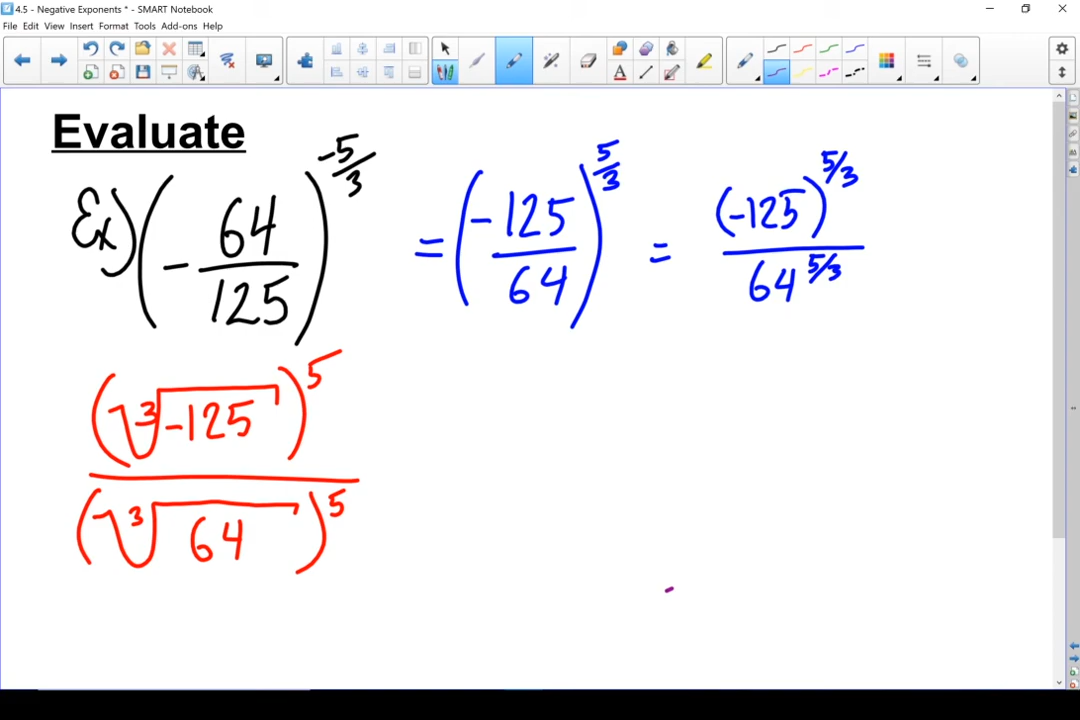 4.5 - Negative Exponents * - SMART Notebook
File Edit View Insert Format Tools Add-ons Help
Evaluate
Ex) (- 64/125)^(-5/3) = (-125/64)^(5/3) = (-125)^(5/3) / 64^(5/3)
(∛-125)^5
(∛64)^5